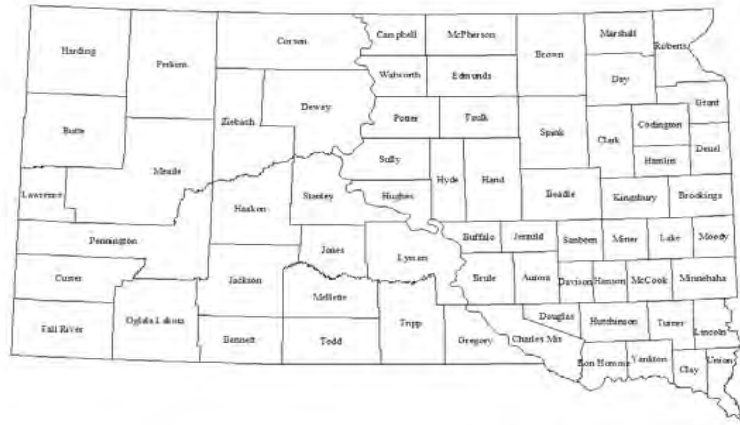 Harding
Perkins
Corson
Campbell
McPherson
Brown
Marshall
Roberts
Walworth
Edmunds
Day
Butte
Ziebach
Dewey
Potter
Faulk
Spink
Clark
Codington
Grant
Deuel
Hamlin
Meade
Sully
Hyde
Hand
Lawrence
Haakon
Stanley
Hughes
Beadle
Kingsbury
Brookings
Pennington
Jones
Lyman
Buffalo
Jerauld
Sanborn
Miner
Lake
Moody
Custer
Jackson
Brule
Aurora
Davison
Hanson
McCook
Minnehaha
Mellette
Fall River
Oglala Lakota
Tripp
Douglas
Hutchinson
Turner
Lincoln
Bennett
Todd
Gregory
Charles Mix
Bon Homme
Yankton
Clay
Union